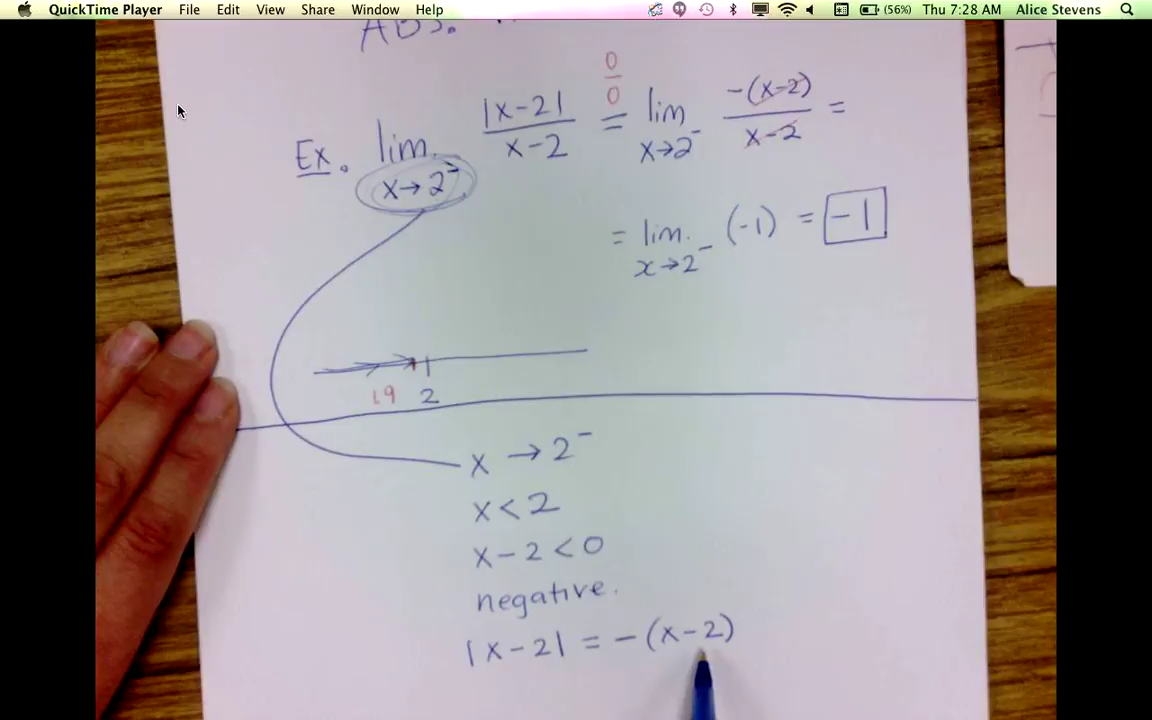 QuickTime Player File Edit View Share Window Help (56%) Thu 7:28 AM Alice Stevens
ABS.
0/0
Ex. lim x→2⁻ |x-2|/x-2 = lim x→2⁻ -(x-2)/x-2 =
= lim. x→2⁻ (-1) = -1
1.9 2
x → 2⁻
x < 2
x - 2 < 0
negative.
|x-2| = -(x-2)